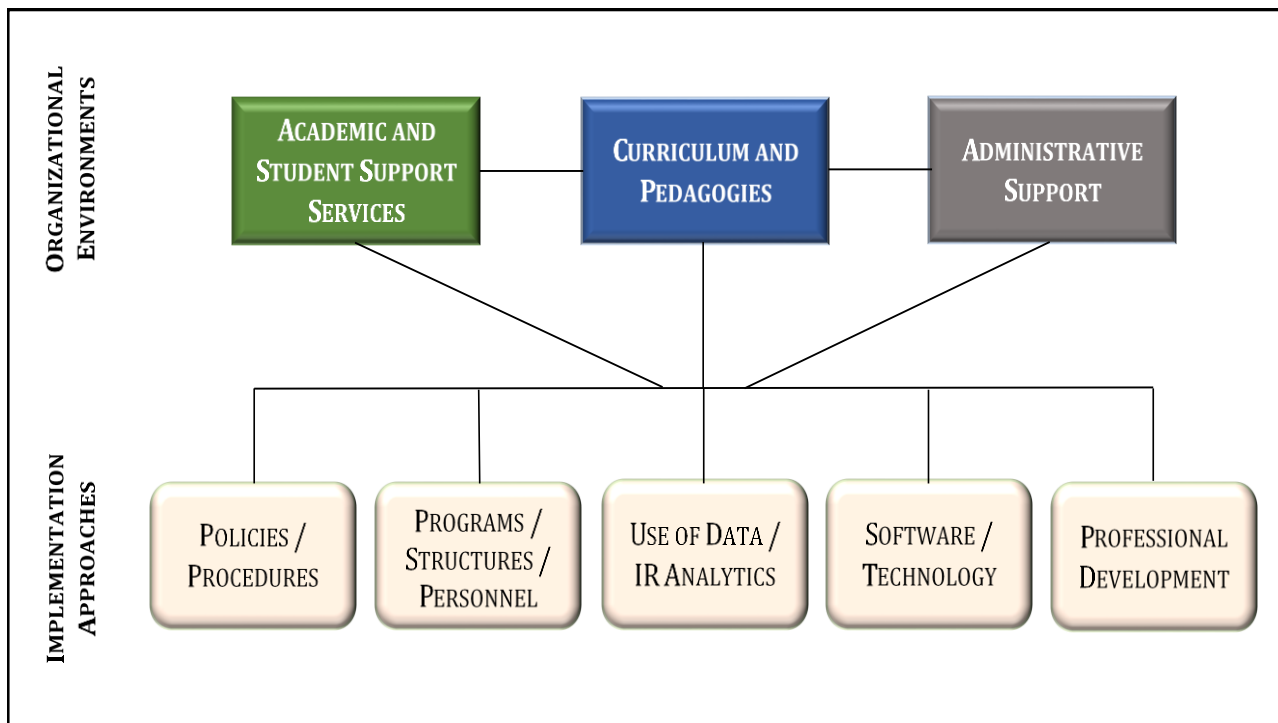 ORGANIZATIONAL
ENVIRONMENTS
ACADEMIC AND
STUDENT SUPPORT
SERVICES
CURRICULUM AND
PEDAGOGIES
ADMINISTRATIVE
SUPPORT
IMPLEMENTATION
APPROACHES
POLICIES /
PROCEDURES
PROGRAMS /
STRUCTURES /
PERSONNEL
USE OF DATA /
IR ANALYTICS
SOFTWARE /
TECHNOLOGY
PROFESSIONAL
DEVELOPMENT